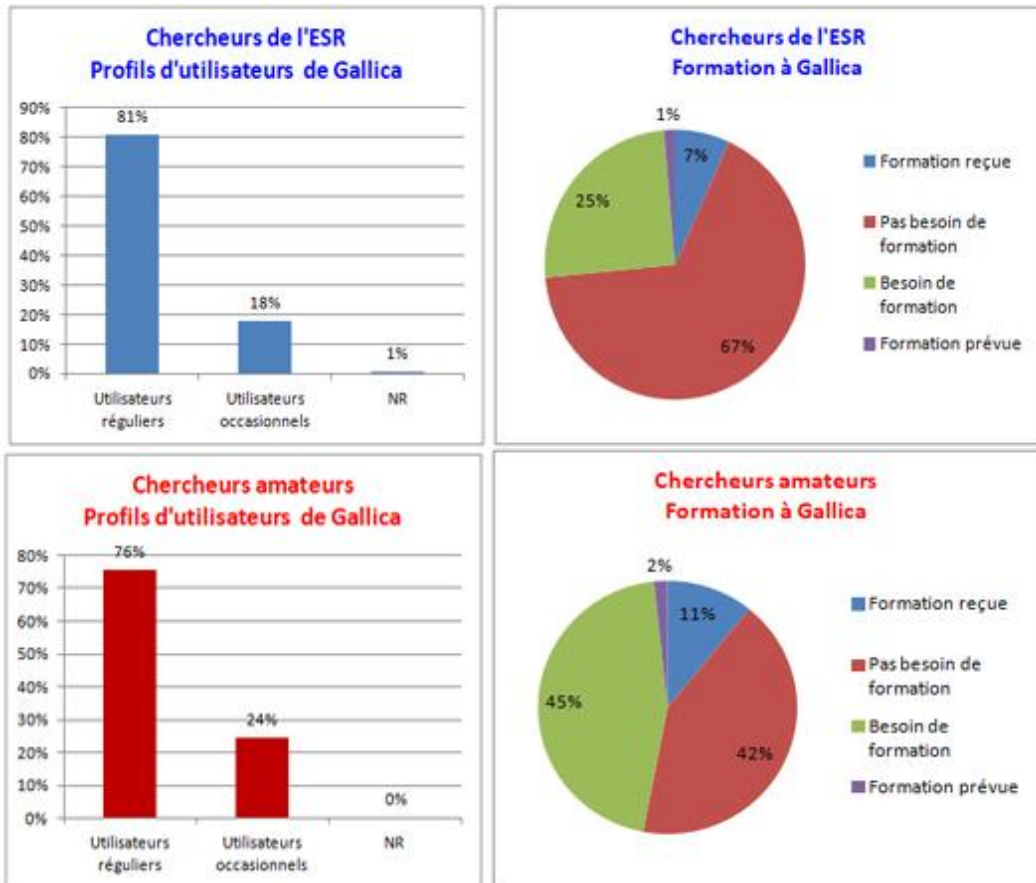 Chercheurs de l'ESR
Profils d'utilisateurs de Gallica
90%
80%
70%
60%
50%
40%
30%
20%
10%
0%
81%
18%
1%
Utilisateurs
réguliers
Utilisateurs
occasionnels
NR
Chercheurs de l'ESR
Formation à Gallica
1%
7%
25%
67%
Formation reçue
Pas besoin de
formation
Besoin de
formation
Formation prévue
Chercheurs amateurs
Profils d'utilisateurs de Gallica
80%
70%
60%
50%
40%
30%
20%
10%
0%
76%
24%
0%
Utilisateurs
réguliers
Utilisateurs
occasionnels
NR
Chercheurs amateurs
Formation à Gallica
2%
11%
45%
42%
Formation reçue
Pas besoin de
formation
Besoin de
formation
Formation prévue